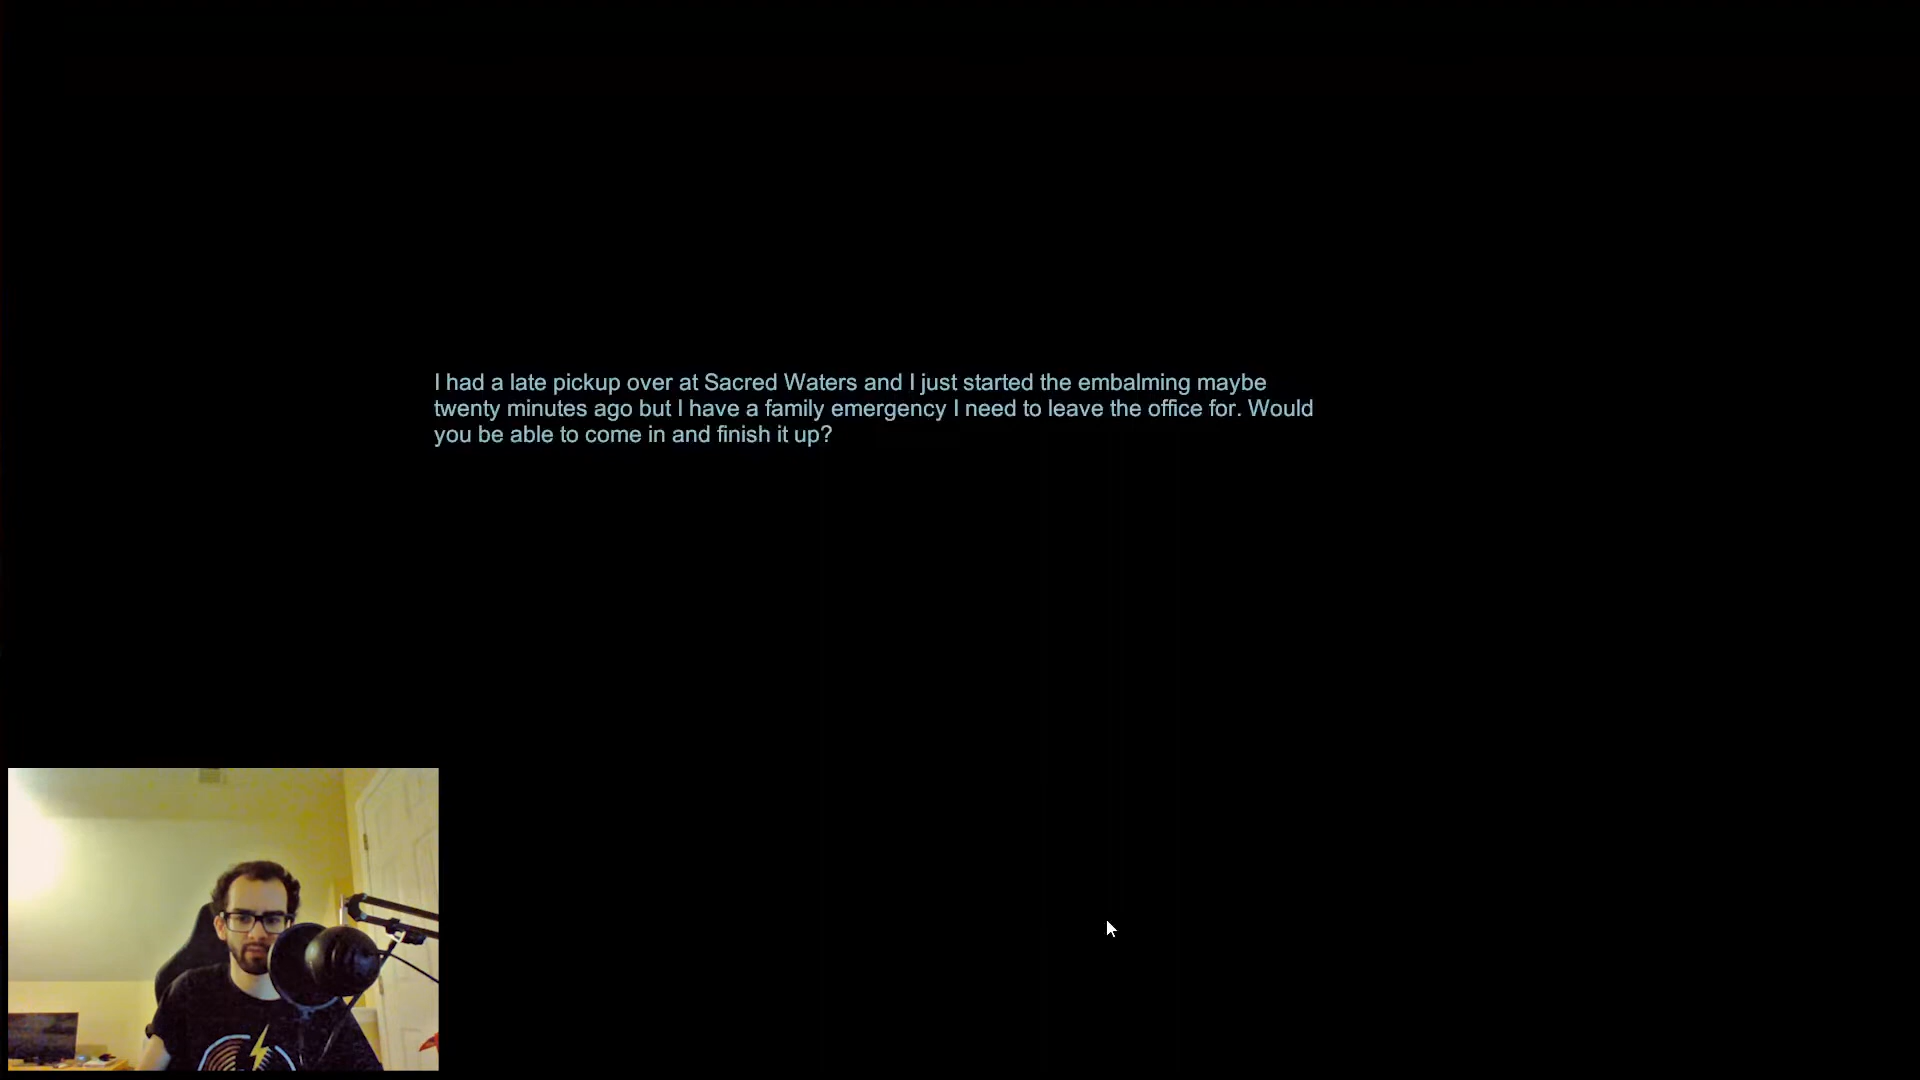 I had a late pickup over at Sacred Waters and I just started the embalming maybe
twenty minutes ago but I have a family emergency I need to leave the office for. Would
you be able to come in and finish it up?